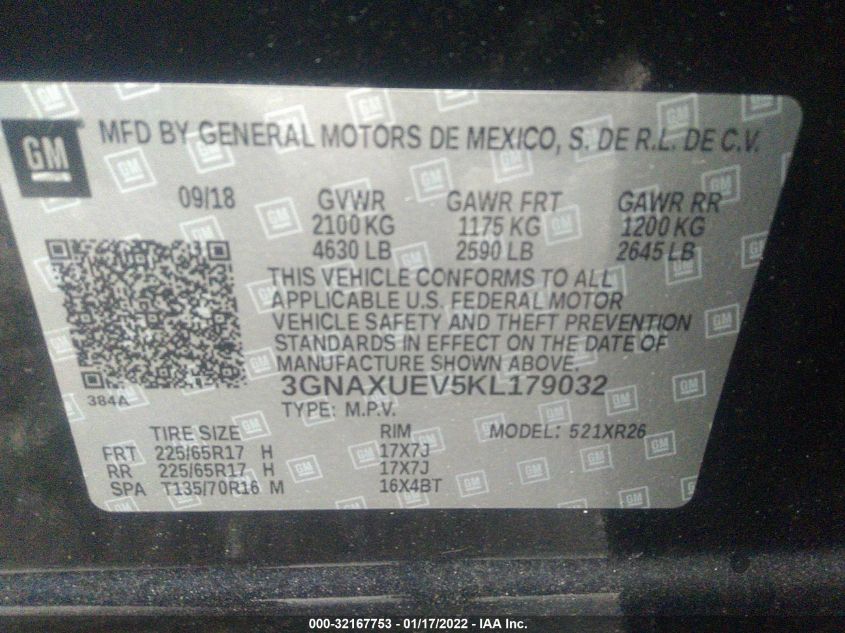 GM
MFD BY GENERAL MOTORS DE MEXICO, S. DE R.L. DE C.V.
09/18 GVWR GAWR FRT GAWR RR
2100 KG 1175 KG 1200 KG
4630 LB 2590 LB 2645 LB
THIS VEHICLE CONFORMS TO ALL
APPLICABLE U.S. FEDERAL MOTOR
VEHICLE SAFETY AND THEFT PREVENTION
STANDARDS IN EFFECT ON THE DATE OF
MANUFACTURE SHOWN ABOVE.
384A 3GNAXUEV5KL179032
TYPE: M.P.V.
TIRE SIZE RIM MODEL: 521XR26
FRT 225/65R17 H 17X7J
RR 225/65R17 H 17X7J
SPA T135/70R16 M 16X4BT
000-32167753 - 01/17/2022 - IAA Inc.